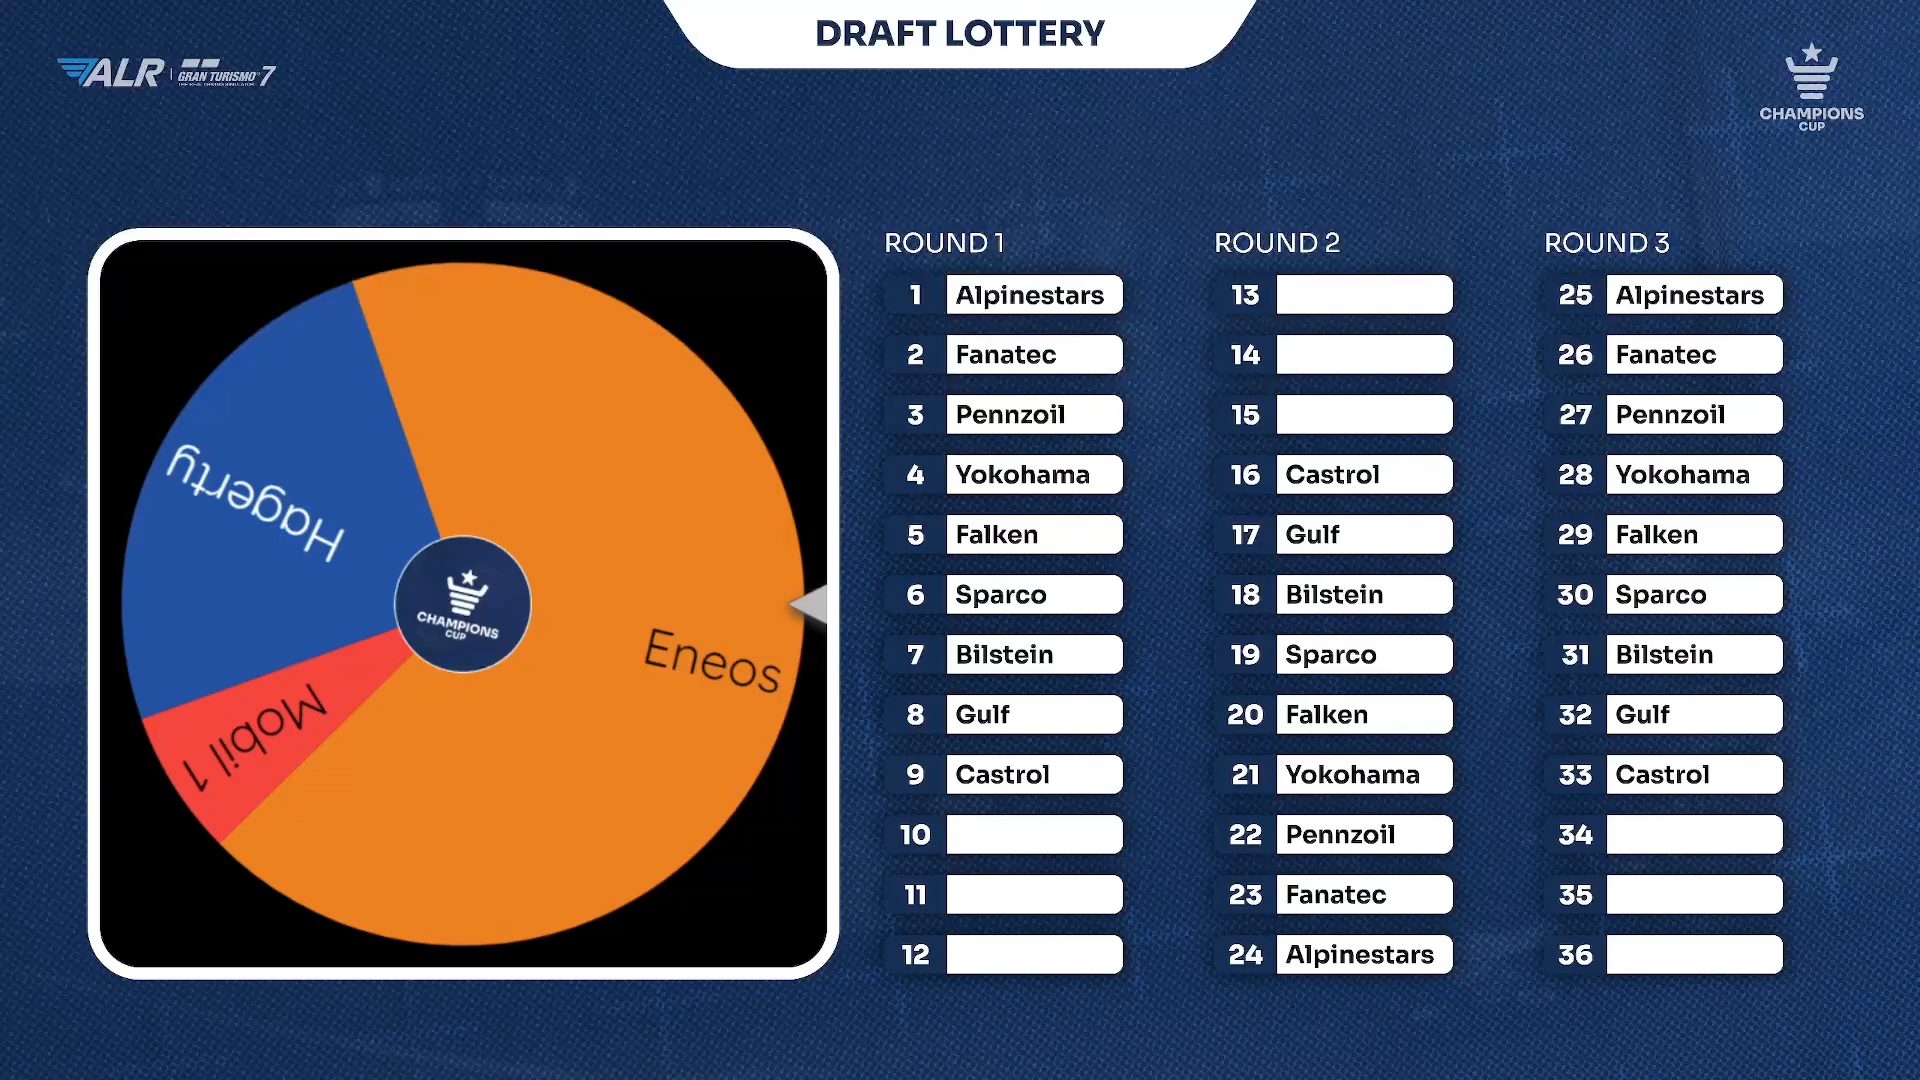 DRAFT LOTTERY
ALR
GRAN TURISMO 7
CHAMPIONS
CUP
Hagerty
Mobil 1
Eneos
CHAMPIONS
CUP
ROUND 1
1 Alpinestars
2 Fanatec
3 Pennzoil
4 Yokohama
5 Falken
6 Sparco
7 Bilstein
8 Gulf
9 Castrol
10
11
12
ROUND 2
13
14
15
16 Castrol
17 Gulf
18 Bilstein
19 Sparco
20 Falken
21 Yokohama
22 Pennzoil
23 Fanatec
24 Alpinestars
ROUND 3
25 Alpinestars
26 Fanatec
27 Pennzoil
28 Yokohama
29 Falken
30 Sparco
31 Bilstein
32 Gulf
33 Castrol
34
35
36